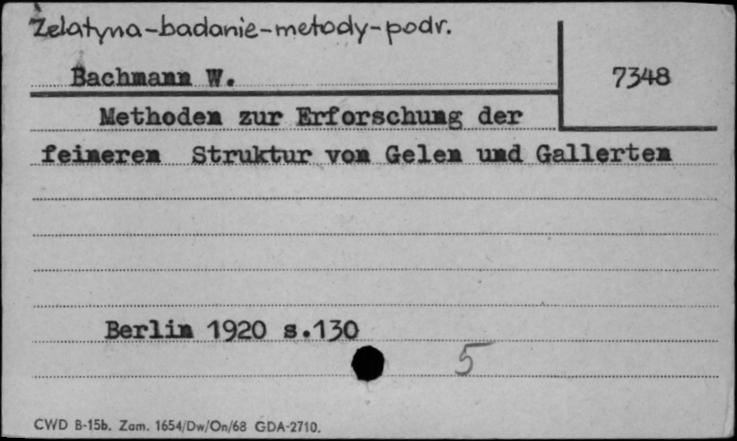 Żelatyna-badanie-metody-podr.
Bachmann W.
7348
Methoden zur Erforschung der
feineren Struktur von Gelen und Gallerten
Berlin 1920 s.130
5
CWD B-15b. Zam. 1654/Dw/On/68 GDA-2710.